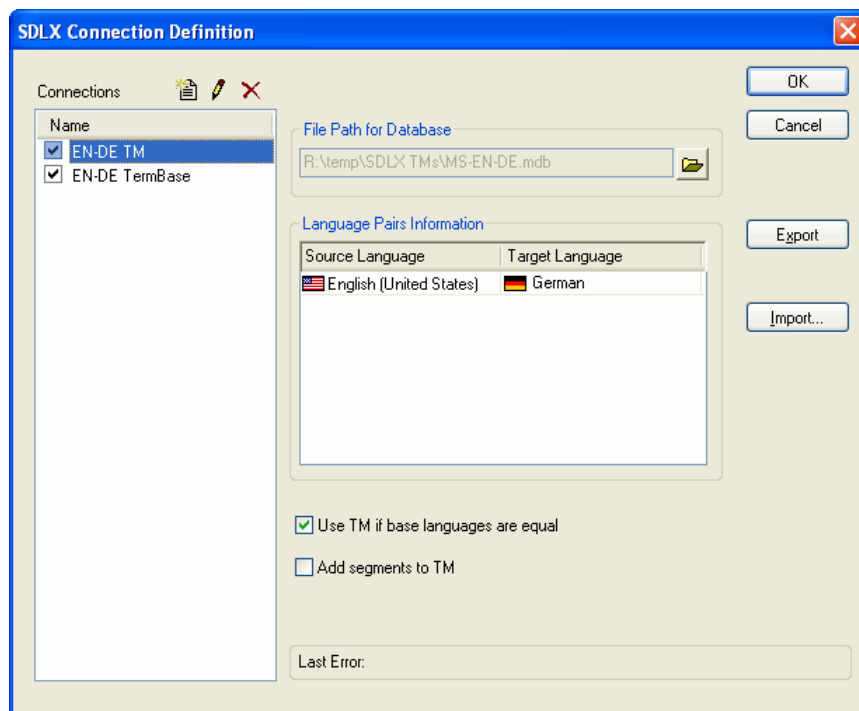 SDLX Connection Definition
Connections
Name
EN-DE TM
EN-DE TermBase
File Path for Database
R:\temp\SDLX TMs\MS-EN-DE.mdb
Language Pairs Information
Source Language Target Language
English (United States) German
Use TM if base languages are equal
Add segments to TM
Last Error:
OK
Cancel
Export
Import...